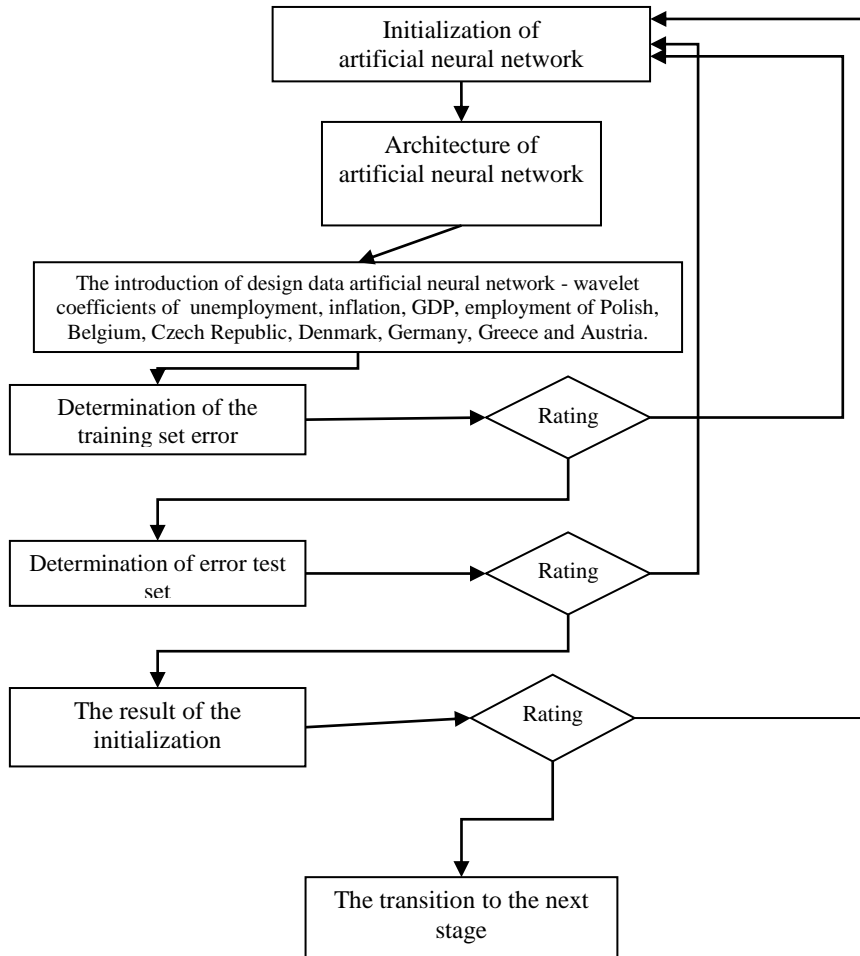 Initialization of
artificial neural network
Architecture of
artificial neural network
The introduction of design data artificial neural network - wavelet
coefficients of unemployment, inflation, GDP, employment of Polish,
Belgium, Czech Republic, Denmark, Germany, Greece and Austria.
Determination of the
training set error
Rating
Determination of error test
set
Rating
The result of the
initialization
Rating
The transition to the next
stage